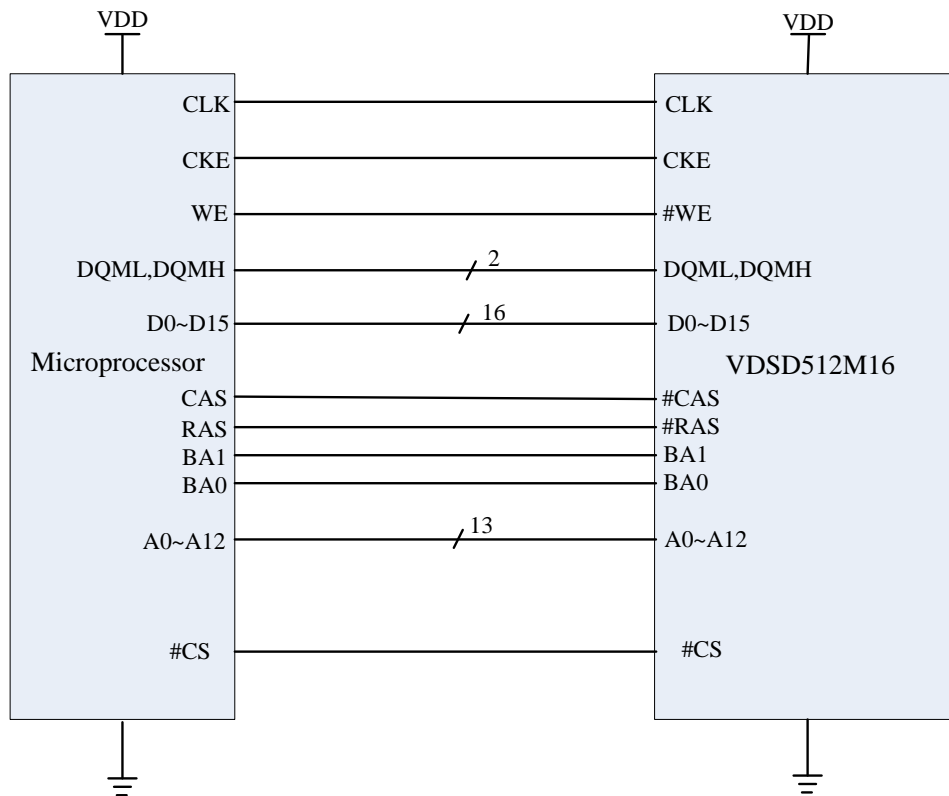 VDD VDD
CLK CLK
CKE CKE
WE #WE
DQML,DQMH 2 DQML,DQMH
D0~D15 16 D0~D15
Microprocessor VDSD512M16
CAS #CAS
RAS #RAS
BA1 BA1
BA0 BA0
A0~A12 13 A0~A12
#CS #CS